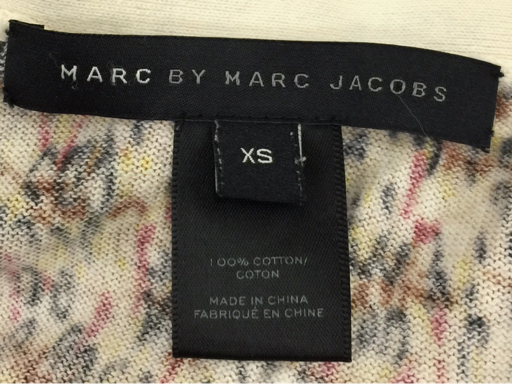 MARC BY MARC JACOBS
XS
100% COTTON/
COTON
MADE IN CHINA
FABRIQUÉ EN CHINE